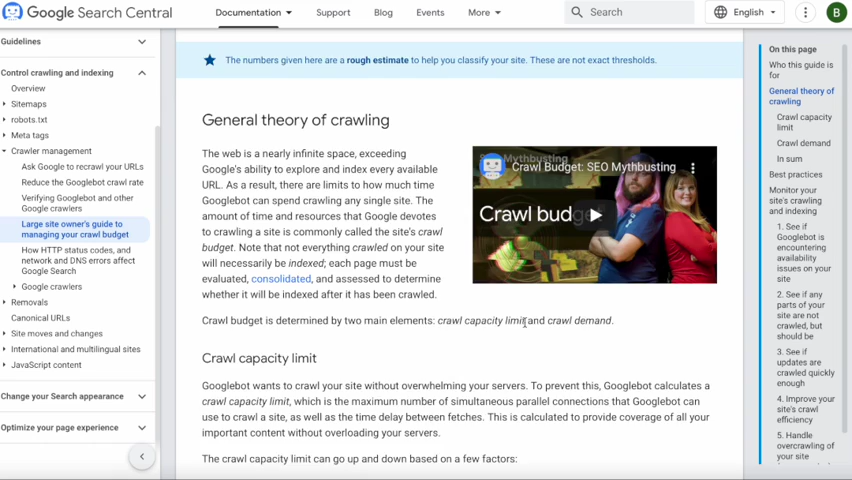 Google Search Central
Documentation
Support
Blog
Events
More
Search
English
B
Guidelines
Control crawling and indexing
Overview
Sitemaps
robots.txt
Meta tags
Crawler management
Ask Google to recrawl your URLs
Reduce the Googlebot crawl rate
Verifying Googlebot and other
Google crawlers
Large site owner's guide to
managing your crawl budget
How HTTP status codes, and
network and DNS errors affect
Google Search
Google crawlers
Removals
Canonical URLs
Site moves and changes
International and multilingual sites
JavaScript content
Change your Search appearance
Optimize your page experience
The numbers given here are a rough estimate to help you classify your site. These are not exact thresholds.
General theory of crawling
The web is a nearly infinite space, exceeding
Google's ability to explore and index every available
URL. As a result, there are limits to how much time
Googlebot can spend crawling any single site. The
amount of time and resources that Google devotes
to crawling a site is commonly called the site's crawl
budget. Note that not everything crawled on your site
will necessarily be indexed; each page must be
evaluated, consolidated, and assessed to determine
whether it will be indexed after it has been crawled.
SEO Mythbusting
Crawl Budget: SEO Mythbusting
Crawl budg
Crawl budget is determined by two main elements: crawl capacity limit and crawl demand.
Crawl capacity limit
Googlebot wants to crawl your site without overwhelming your servers. To prevent this, Googlebot calculates a
crawl capacity limit, which is the maximum number of simultaneous parallel connections that Googlebot can
use to crawl a site, as well as the time delay between fetches. This is calculated to provide coverage of all your
important content without overloading your servers.
The crawl capacity limit can go up and down based on a few factors:
On this page
Who this guide is
for
General theory of
crawling
Crawl capacity
limit
Crawl demand
In sum
Best practices
Monitor your
site's crawling
and indexing
1. See if
Googlebot is
encountering
availability
issues on your
site
2. See if any
parts of your
site are not
crawled, but
should be
3. See if
updates are
crawled quickly
enough
4. Improve your
site's crawl
efficiency
5. Handle
overcrawling of
your site